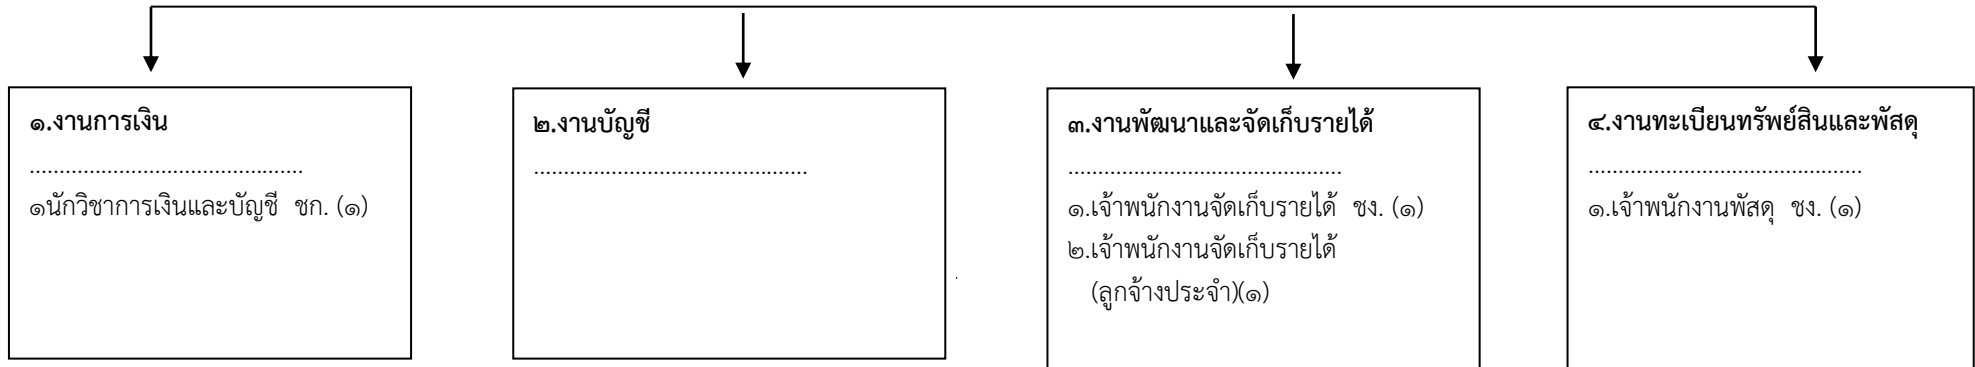 ๑.งานการเงิน
.............................................
๑นักวิชาการเงินและบัญชี ชก. (๑)
๒.งานบัญชี
.............................................
๓.งานพัฒนาและจัดเก็บรายได้
.............................................
๑.เจ้าพนักงานจัดเก็บรายได้ ชง. (๑)
๒.เจ้าพนักงานจัดเก็บรายได้
(ลูกจ้างประจำ)(๑)
๔.งานทะเบียนทรัพย์สินและพัสดุ
.............................................
๑.เจ้าพนักงานพัสดุ ชง. (๑)